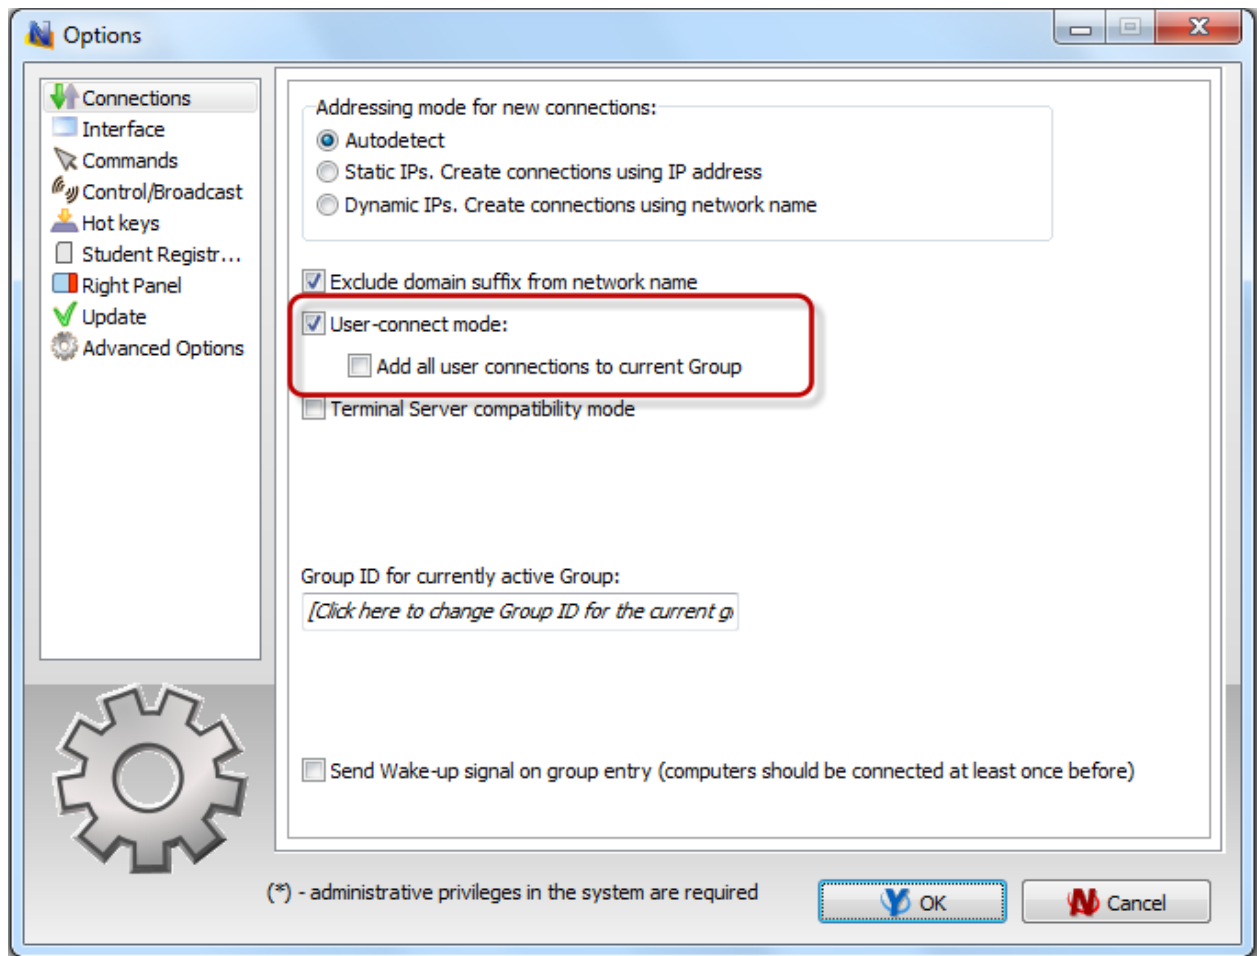 Options
Connections
Interface
Commands
Control/Broadcast
Hot keys
Student Registr...
Right Panel
Update
Advanced Options
Addressing mode for new connections:
Autodetect
Static IPs. Create connections using IP address
Dynamic IPs. Create connections using network name
Exclude domain suffix from network name
User-connect mode:
Add all user connections to current Group
Terminal Server compatibility mode
Group ID for currently active Group:
[Click here to change Group ID for the current
Send Wake-up signal on group entry (computers should be connected at least once before)
(*) - administrative privileges in the system are required
OK
Cancel